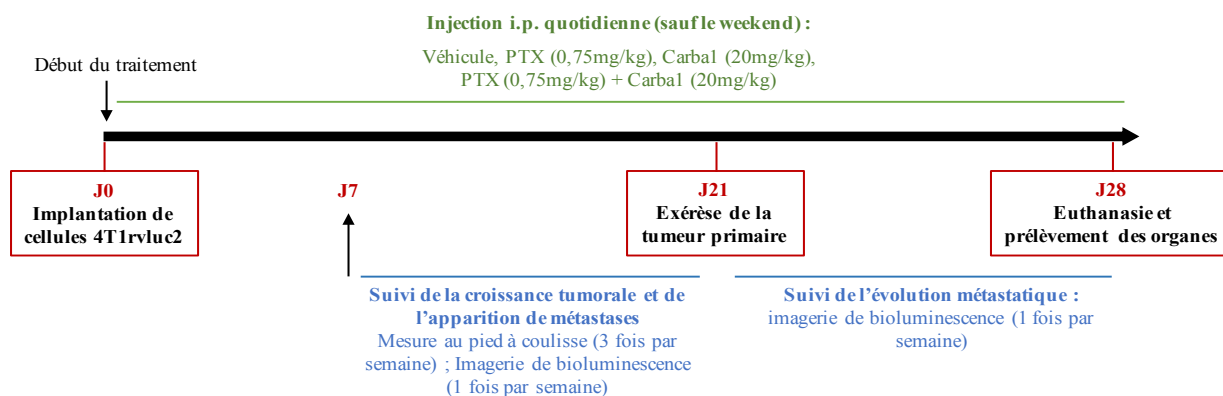 Injection i.p. quotidienne (sauf le weekend) :
Véhicule, PTX (0,75mg/kg), Carba1 (20mg/kg),
PTX (0,75mg/kg) + Carba1 (20mg/kg)
Début du traitement
J0
Implantation de
cellules 4T1rvluc2
J7
J21
Exérèse de la
tumeur primaire
J28
Euthanasie et
prélèvement des organes
Suivi de la croissance tumorale et de
l'apparition de métastases
Mesure au pied à coulisse (3 fois par
semaine) ; Imagerie de bioluminescence
(1 fois par semaine)
Suivi de l'évolution métastatique :
imagerie de bioluminescence (1 fois par
semaine)